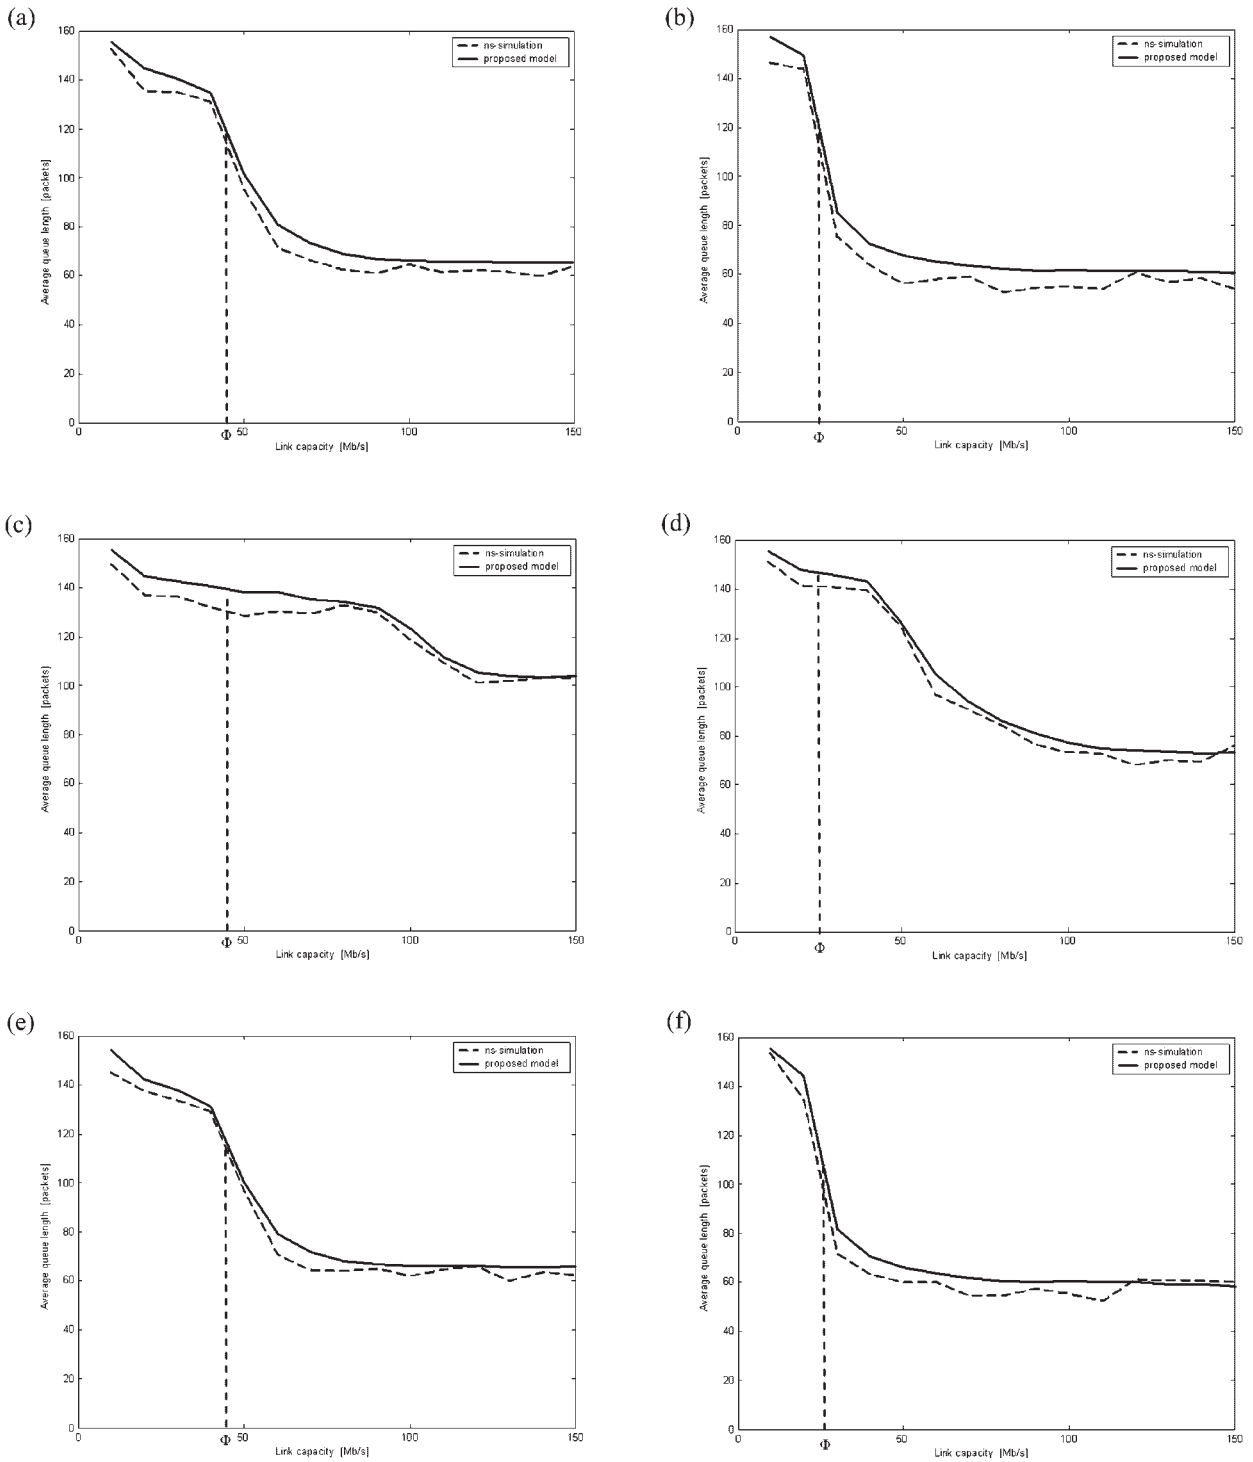 (a)
160
140
120
100
80
60
40
20
0
Average queue length [packets]
ns-simulation
proposed model
0
Φ
50
100
150
Link capacity [Mb/s]
(b)
160
140
120
100
80
60
40
20
0
Average queue length [packets]
ns-simulation
proposed model
0
Φ
50
100
150
Link capacity [Mb/s]
(c)
160
140
120
100
80
60
40
20
0
Average queue length [packets]
ns-simulation
proposed model
0
Φ
50
100
150
Link capacity [Mb/s]
(d)
160
140
120
100
80
60
40
20
0
Average queue length [packets]
ns-simulation
proposed model
0
Φ
50
100
150
Link capacity [Mb/s]
(e)
160
140
120
100
80
60
40
20
0
Average queue length [packets]
ns-simulation
proposed model
0
Φ
50
100
150
Link capacity [Mb/s]
(f)
160
140
120
100
80
60
40
20
0
Average queue length [packets]
ns-simulation
proposed model
0
Φ
50
100
150
Link capacity [Mb/s]